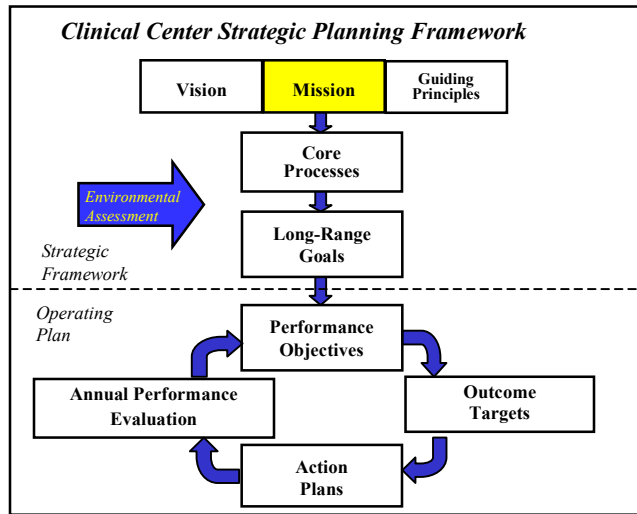 Clinical Center Strategic Planning Framework
Vision
Mission
Guiding
Principles
Core
Processes
Environmental
Assessment
Long-Range
Goals
Strategic
Framework
Operating
Plan
Performance
Objectives
Annual Performance
Evaluation
Outcome
Targets
Action
Plans